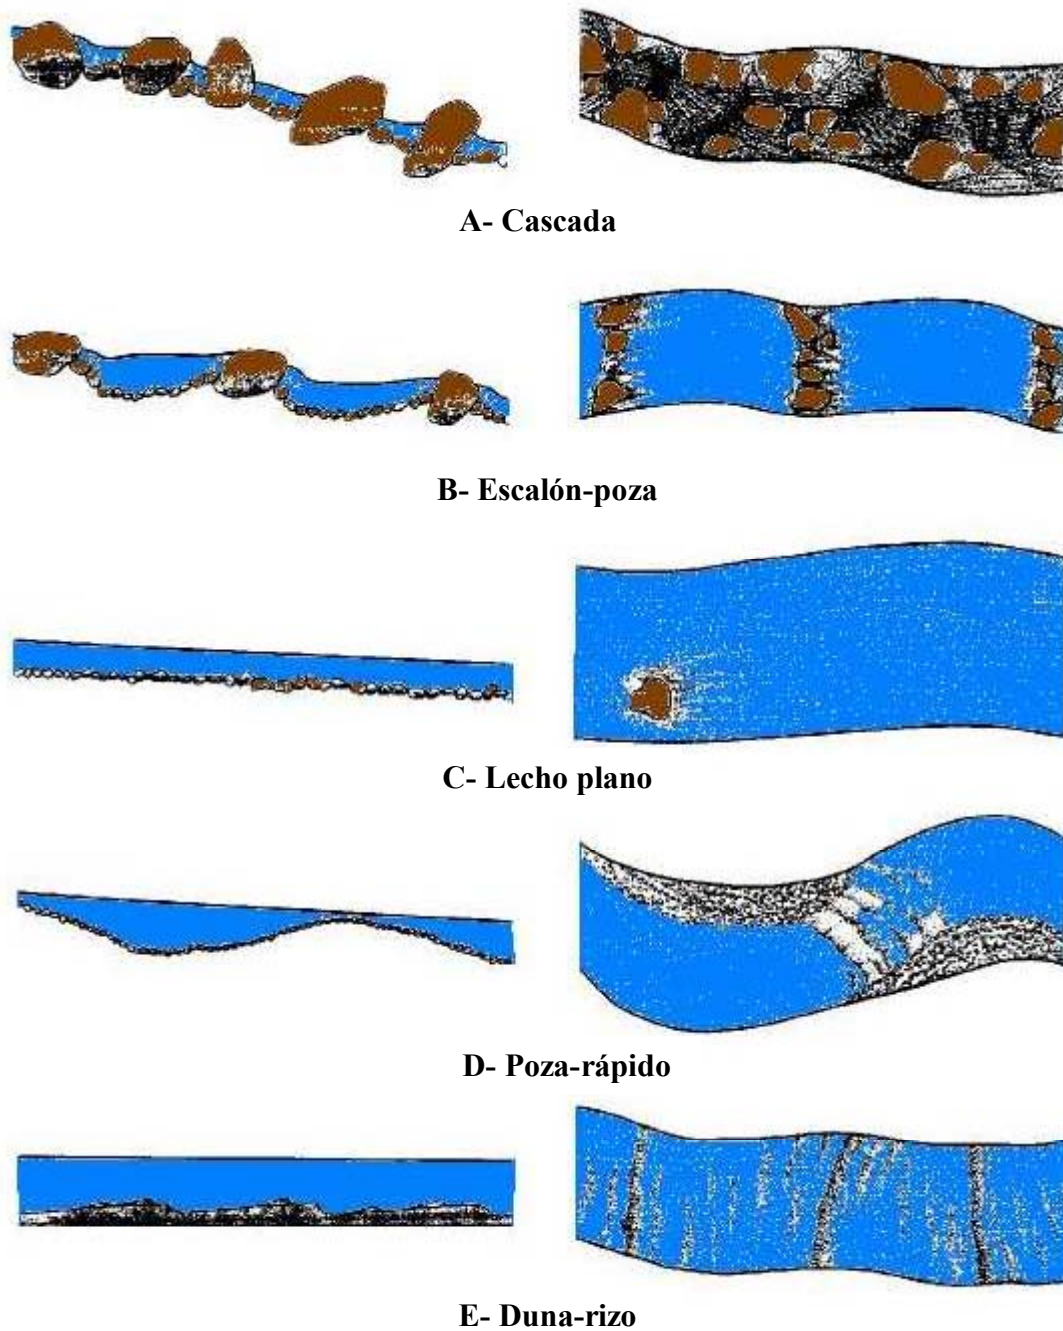 A- Cascada
B- Escalón-poza
C- Lecho plano
D- Poza-rápido
E- Duna-rizo